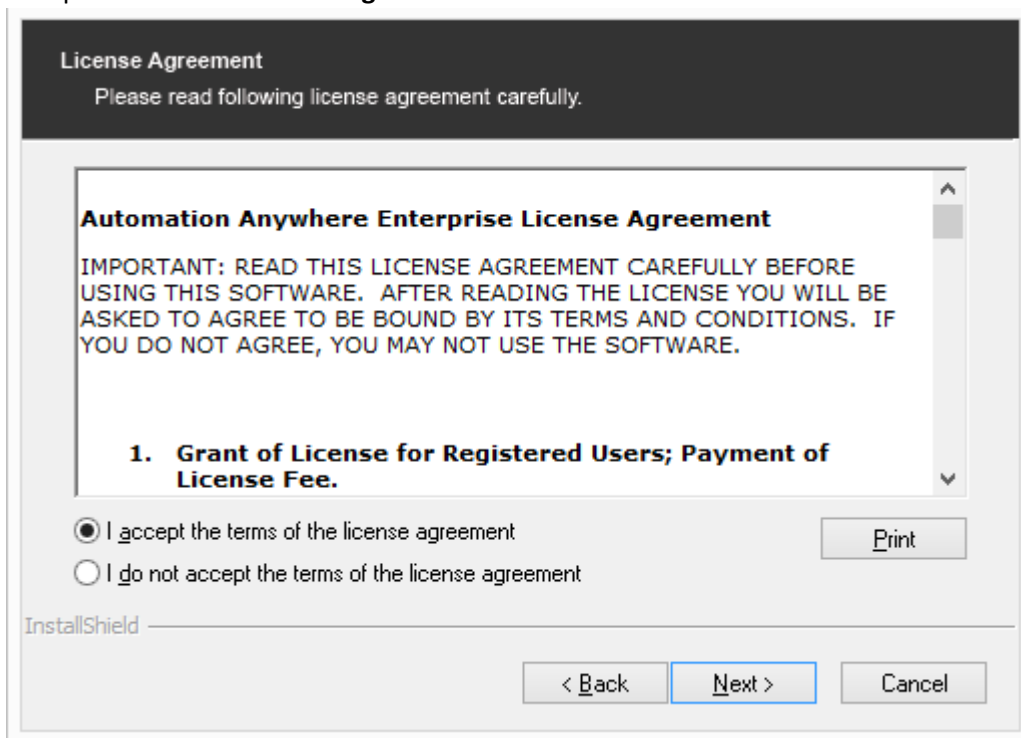 License Agreement
Please read following license agreement carefully.
Automation Anywhere Enterprise License Agreement
IMPORTANT: READ THIS LICENSE AGREEMENT CAREFULLY BEFORE
USING THIS SOFTWARE.  AFTER READING THE LICENSE YOU WILL BE
ASKED TO AGREE TO BE BOUND BY ITS TERMS AND CONDITIONS.  IF
YOU DO NOT AGREE, YOU MAY NOT USE THE SOFTWARE.
1. Grant of License for Registered Users; Payment of
License Fee.
I accept the terms of the license agreement
Print
I do not accept the terms of the license agreement
InstallShield
< Back Next > Cancel